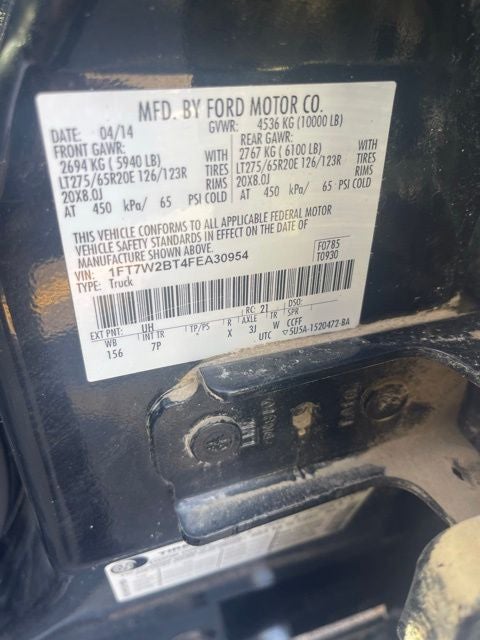 MFD. BY FORD MOTOR CO.
DATE: 04/14 GVWR: 4536 KG (10000 LB)
FRONT GAWR: REAR GAWR:
2694 KG ( 5940 LB) WITH 2767 KG ( 6100 LB) WITH
LT275/65R20E 126/123R TIRES LT275/65R20E 126/123R TIRES
20X8.0J RIMS 20X8.0J RIMS
AT 450 kPa/ 65 PSI COLD AT 450 kPa/ 65 PSI COLD
THIS VEHICLE CONFORMS TO ALL APPLICABLE FEDERAL MOTOR
VEHICLE SAFETY STANDARDS IN EFFECT ON THE DATE OF
MANUFACTURE SHOWN ABOVE.
VIN: 1FT7W2BT4FEA30954 F0785
TYPE: Truck T0930
EXT PNT: UH RC: 21 DSO:
WB INT TR TP/PS R AXLE TR SPR
156 7P X 3J W CCFF
UTC 5U5A-1520472-BA
TIRE